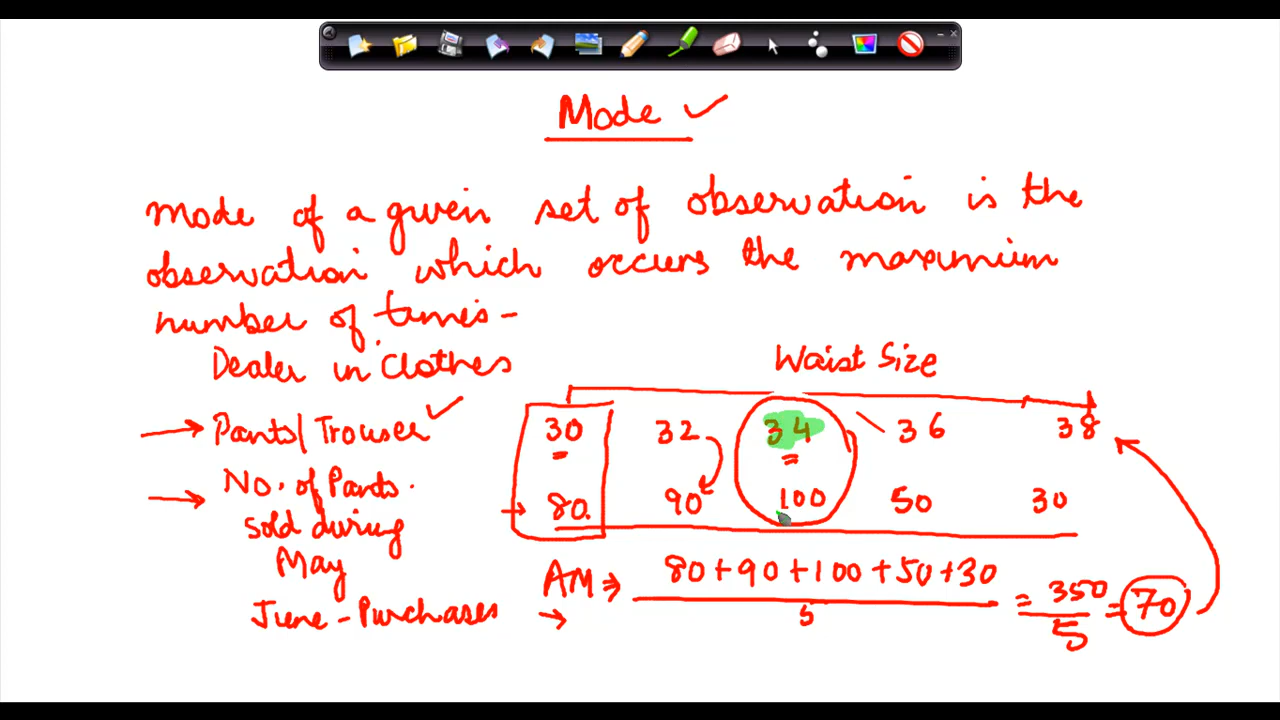 Mode ✓
mode of a given set of observation is the
observation which occurs the maximum
number of times -
Dealer in Clothes
Waist Size
→ Pants/Trouser ✓ 30 32 34 36 38
→ No. of Pants. → 80. 90 100 50 30
sold during
May
AM ⇒ 80+90+100+50+30 / 5 = 350 / 5 = 70
June - Purchases →